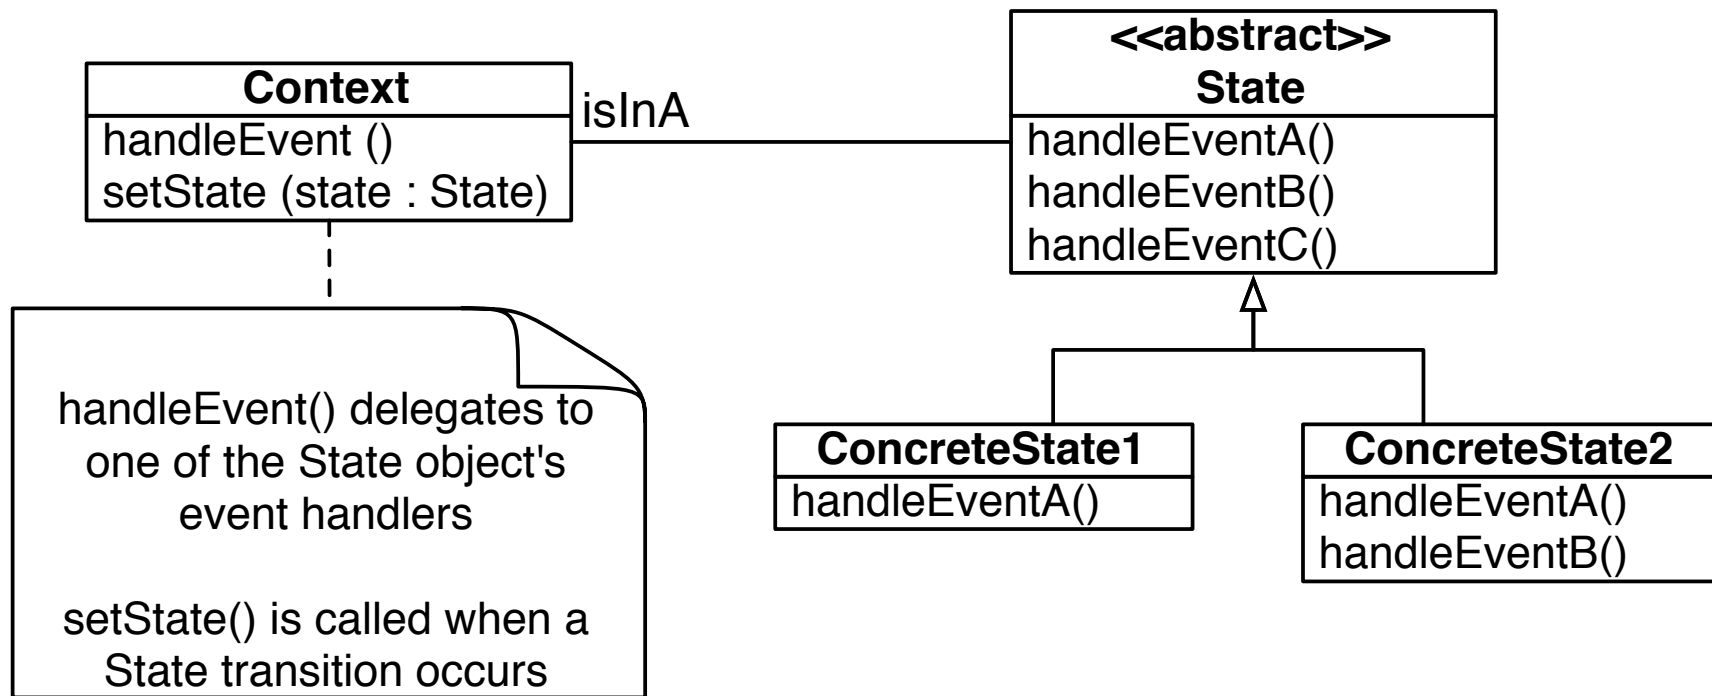 Context
handleEvent ()
setState (state : State)
isInA
<<abstract>>
State
handleEventA()
handleEventB()
handleEventC()
handleEvent() delegates to
one of the State object's
event handlers
setState() is called when a
State transition occurs
ConcreteState1
handleEventA()
ConcreteState2
handleEventA()
handleEventB()